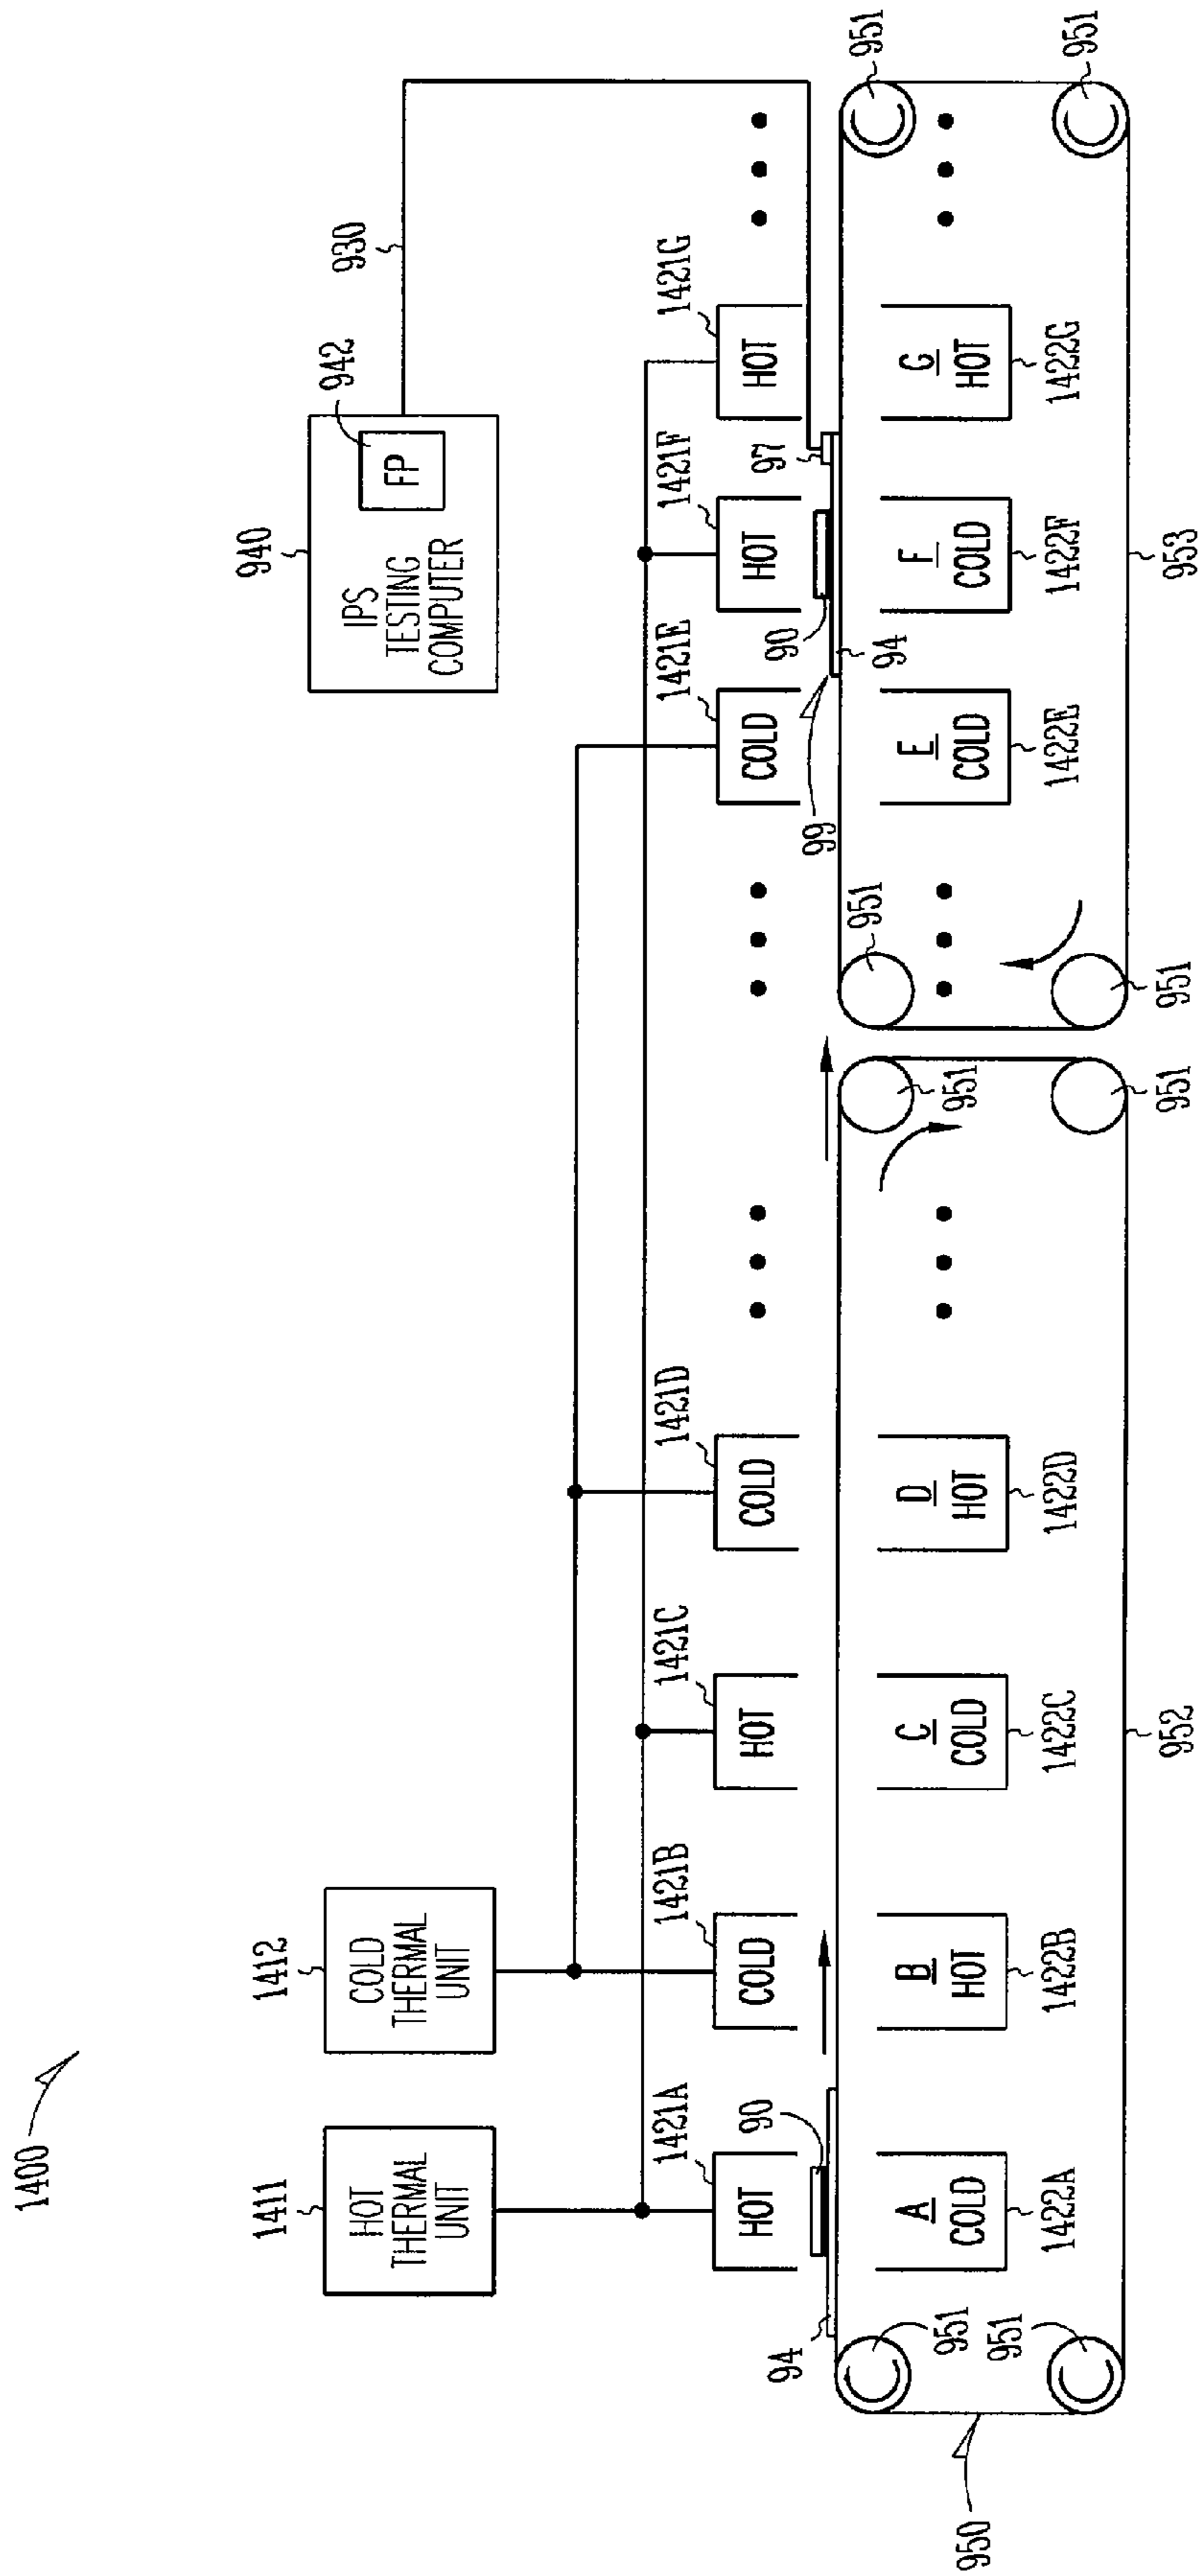 1400
1411
HOT
THERMAL
UNIT
1412
COLD
THERMAL
UNIT
940
IPS
TESTING
COMPUTER
942
FP
930
1421A
HOT
1421B
COLD
1421C
HOT
1421D
COLD
1421E
COLD
1421F
HOT
1421G
HOT
94
90
99
90
94
97
951
951
951
951
951
951
951
951
A
COLD
1422A
B
HOT
1422B
C
COLD
1422C
D
HOT
1422D
E
COLD
1422E
F
COLD
1422F
G
HOT
1422G
950
952
953